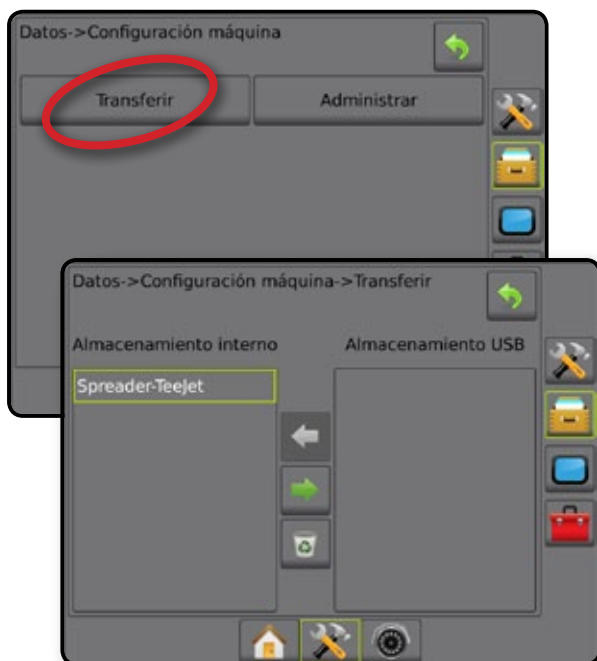 Datos->Configuración máquina
Transferir
Administrar
Datos->Configuración máquina->Transferir
Almacenamiento interno
Almacenamiento USB
Spreader-TeeJet